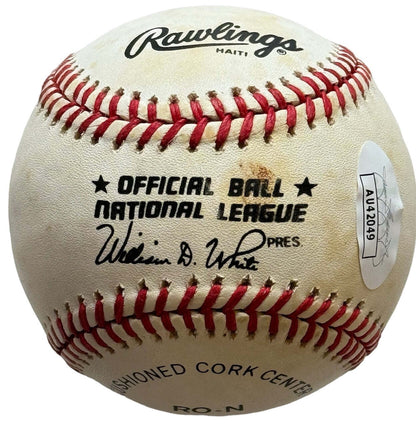 Rawlings
HAITI
★ OFFICIAL BALL ★
NATIONAL LEAGUE
William D. White PRES
SHIONED CORK CENTER
RO-N
AU42049